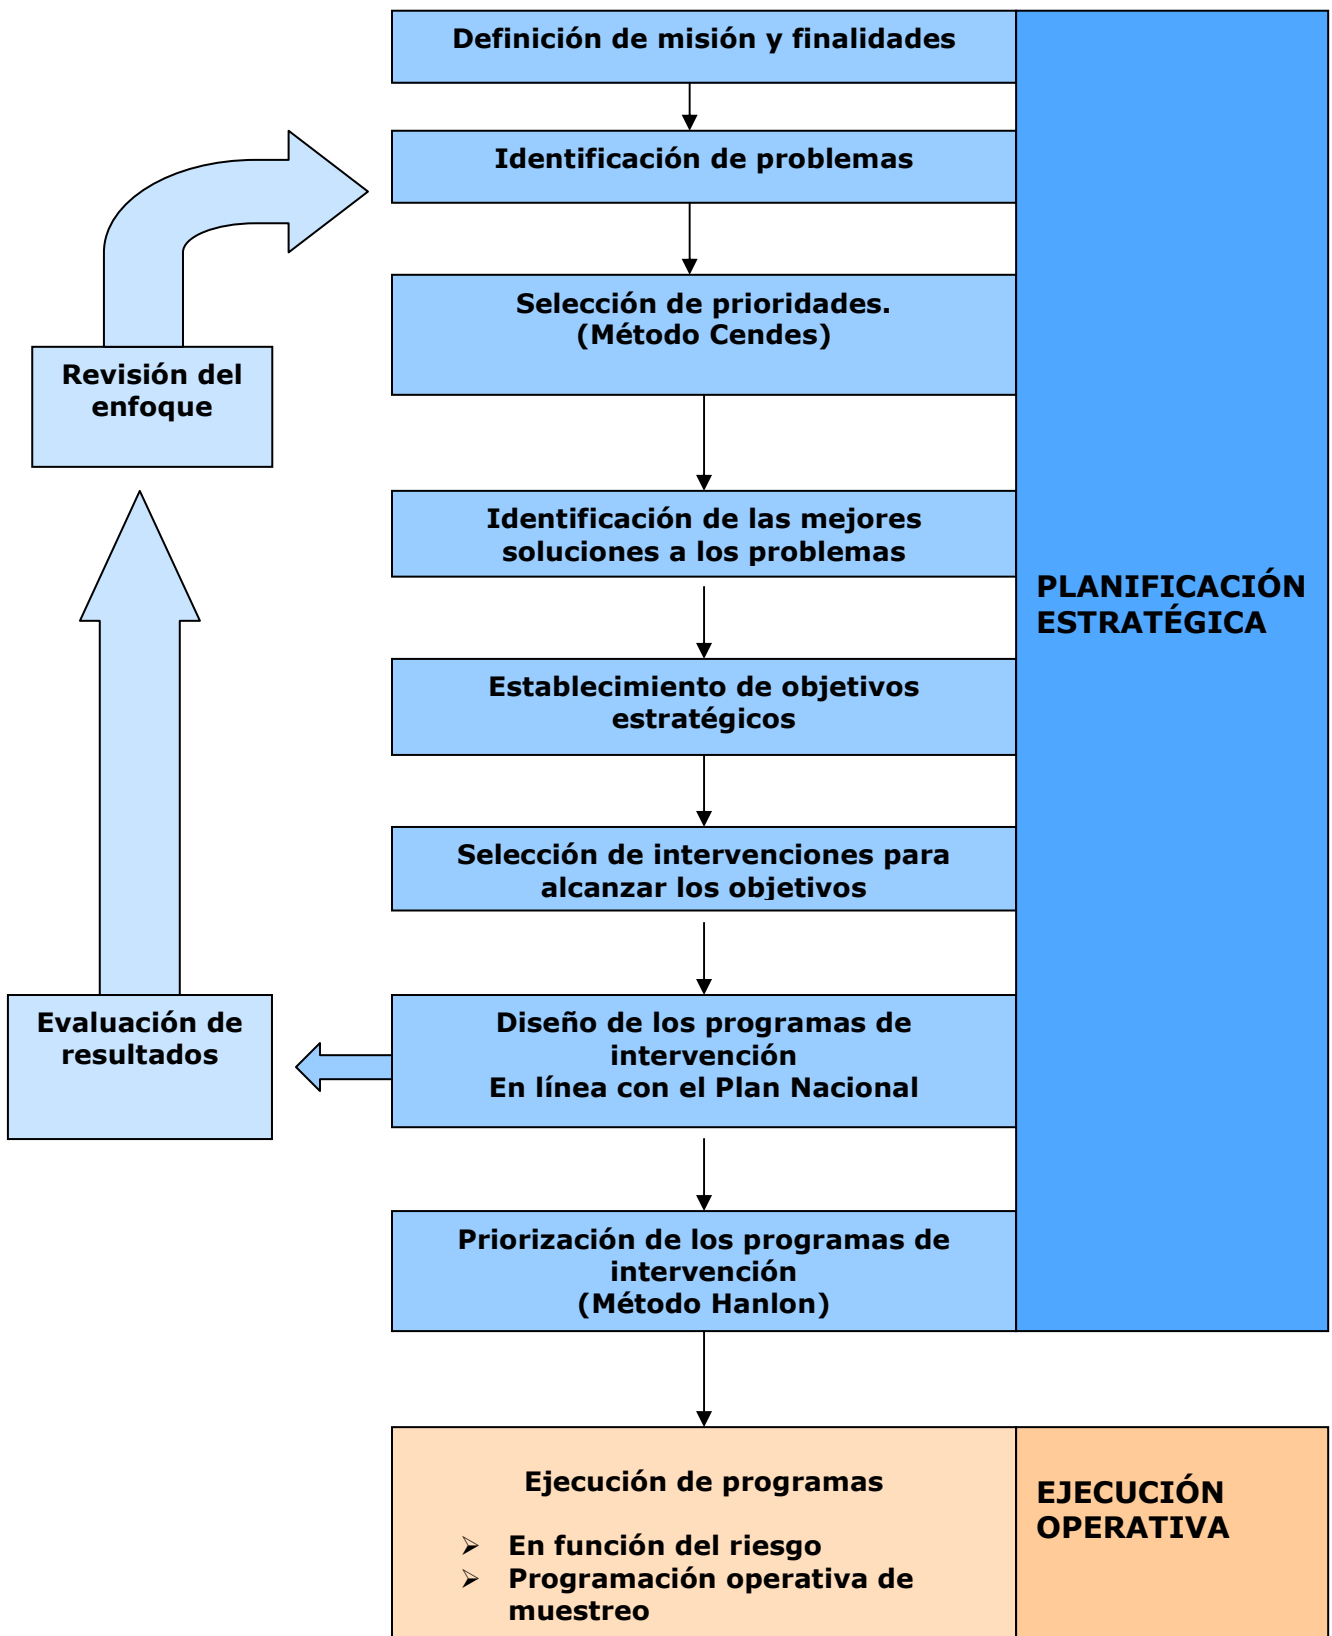 Definición de misión y finalidades
Identificación de problemas
Selección de prioridades.
(Método Cendes)
Revisión del
enfoque
Identificación de las mejores
soluciones a los problemas
PLANIFICACIÓN
ESTRATÉGICA
Establecimiento de objetivos
estratégicos
Selección de intervenciones para
alcanzar los objetivos
Evaluación de
resultados
Diseño de los programas de
intervención
En línea con el Plan Nacional
Priorización de los programas de
intervención
(Método Hanlon)
Ejecución de programas
➢ En función del riesgo
➢ Programación operativa de
muestreo
EJECUCIÓN
OPERATIVA